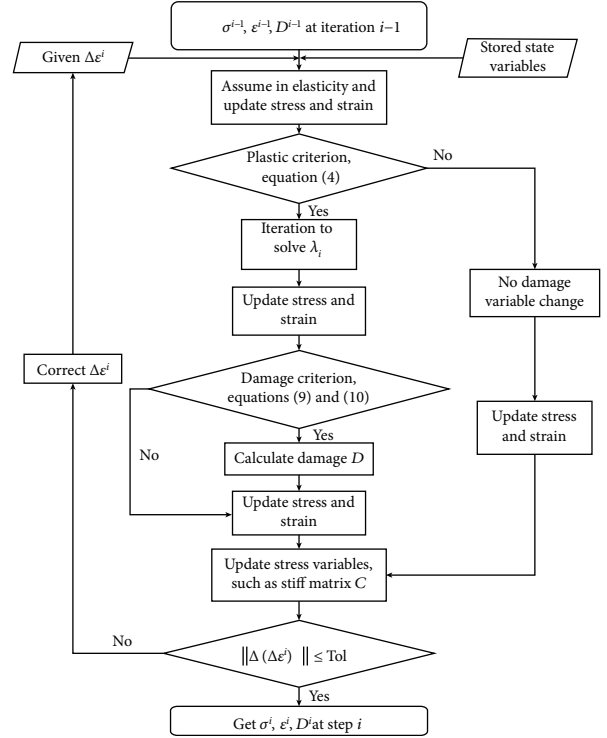 σ^{i–1}, ε^{i–1}, D^{i–1} at iteration i–1
Given Δε^i
Stored state
variables
Assume in elasticity and
update stress and strain
Plastic criterion,
equation (4)
No
Yes
Iteration to
solve λ_i
No damage
variable change
Update stress and
strain
Correct Δε^i
Damage criterion,
equations (9) and (10)
Update stress
and strain
Yes
No
Calculate damage D
Update stress and
strain
Update stress variables,
such as stiff matrix C
No
‖Δ (Δε^i) ‖ ≤ Tol
Yes
Get σ^i, ε^i, D^i at step i